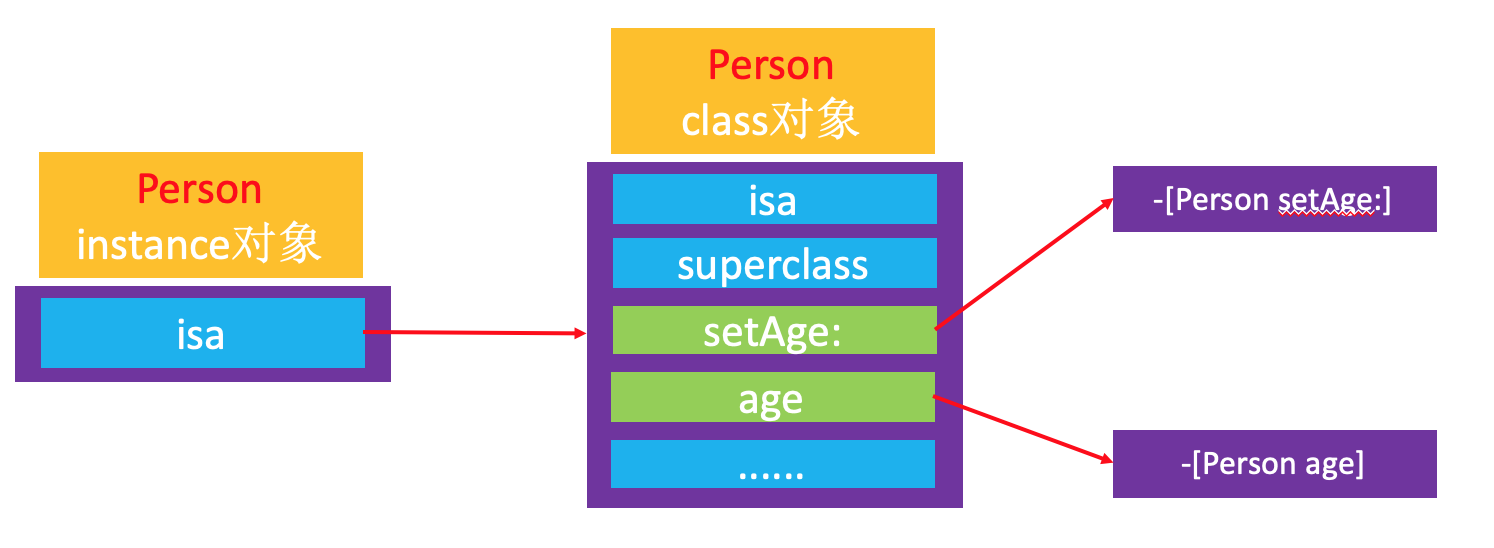 Person
instance对象
isa
Person
class对象
isa
superclass
setAge:
age
......
-[Person setAge:]
-[Person age]